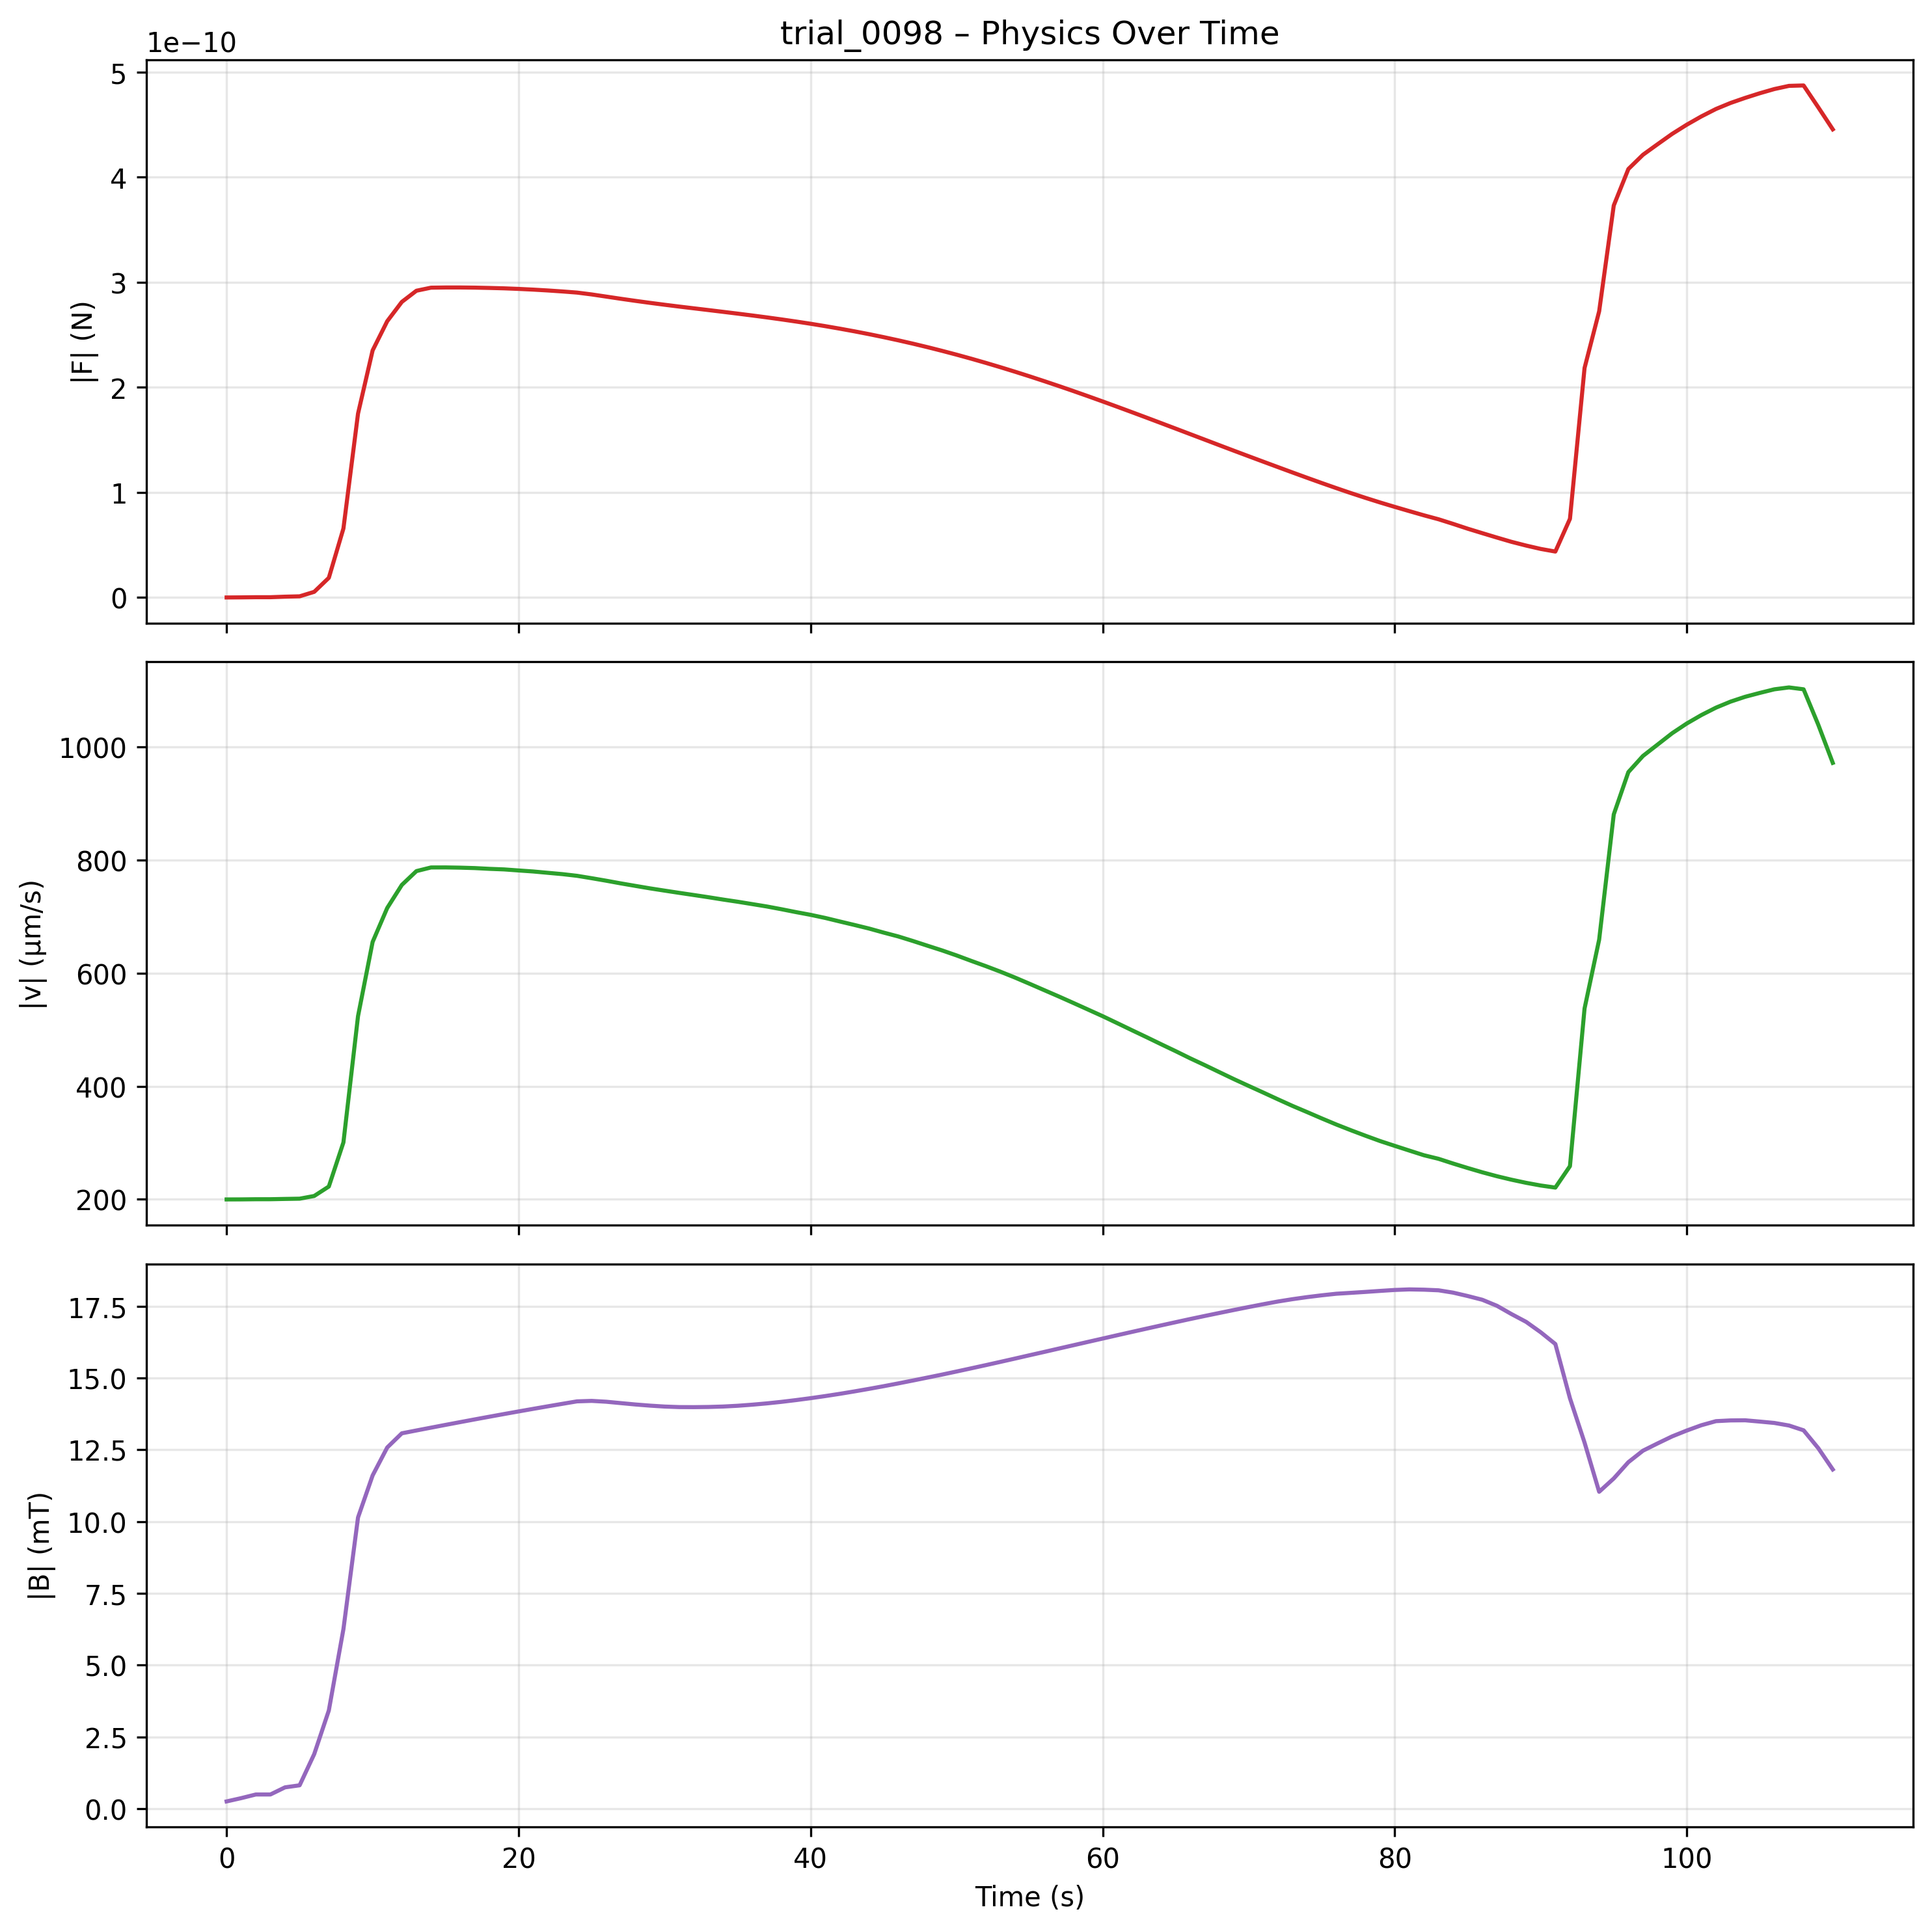 trial_0098 – Physics Over Time
1e−10
5
4
3
2
1
0
|F| (N)
1000
800
600
400
200
|v| (μm/s)
17.5
15.0
12.5
10.0
7.5
5.0
2.5
0.0
|B| (mT)
0 20 40 60 80 100
Time (s)